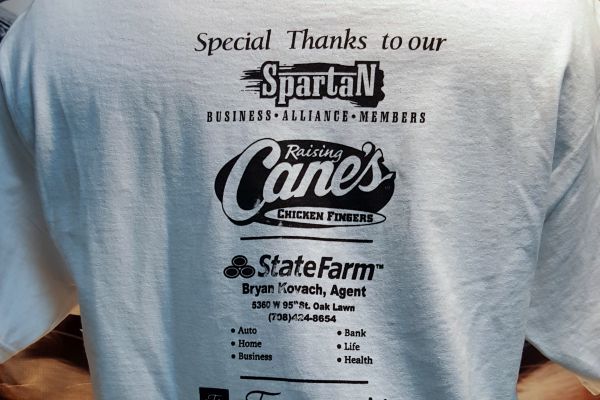 Special Thanks to our
SpartaN
BUSINESS • ALLIANCE • MEMBERS
Raising
Cane's
CHICKEN FINGERS
StateFarm™
Bryan Kovach, Agent
5360 W 95th St. Oak Lawn
(708)424-8654
• Auto • Bank
• Home • Life
• Business • Health